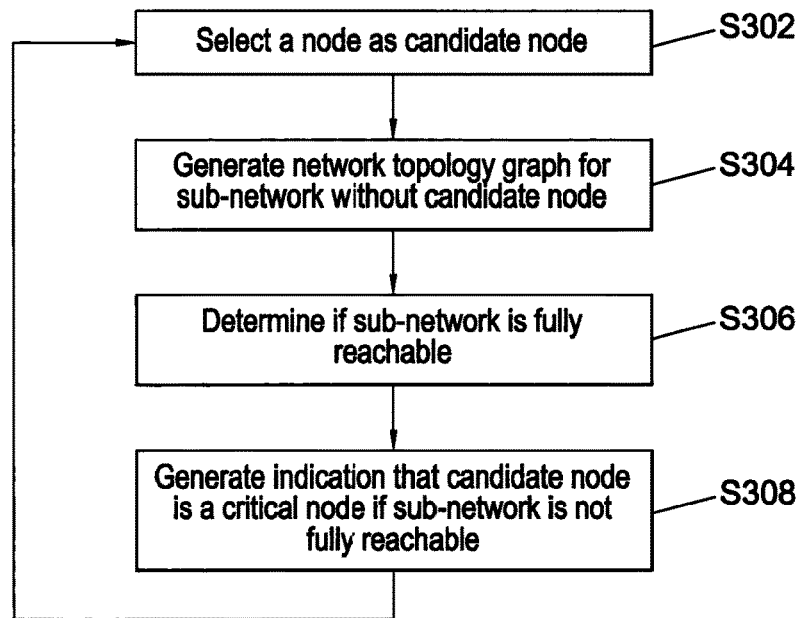 Select a node as candidate node
S302
Generate network topology graph for
sub-network without candidate node
S304
Determine if sub-network is fully
reachable
S306
Generate indication that candidate node
is a critical node if sub-network is not
fully reachable
S308